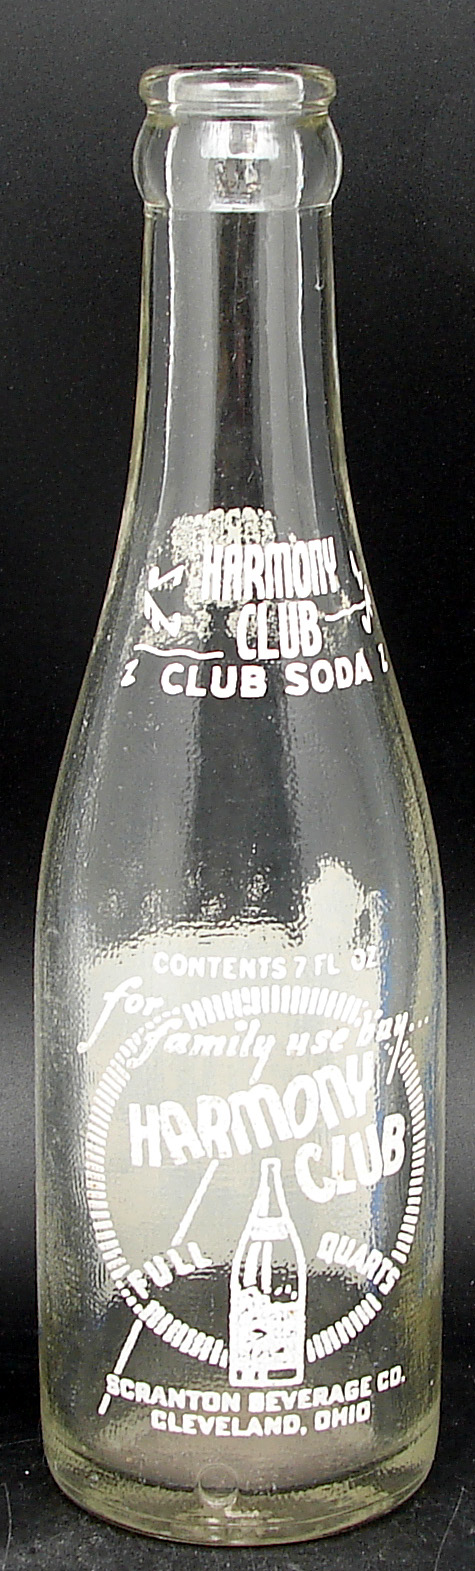 HARMONY
CLUB
CLUB SODA
CONTENTS 7 FL OZ
for
family use buy...
HARMONY
CLUB
FULL QUARTS
SCRANTON BEVERAGE CO.
CLEVELAND, OHIO